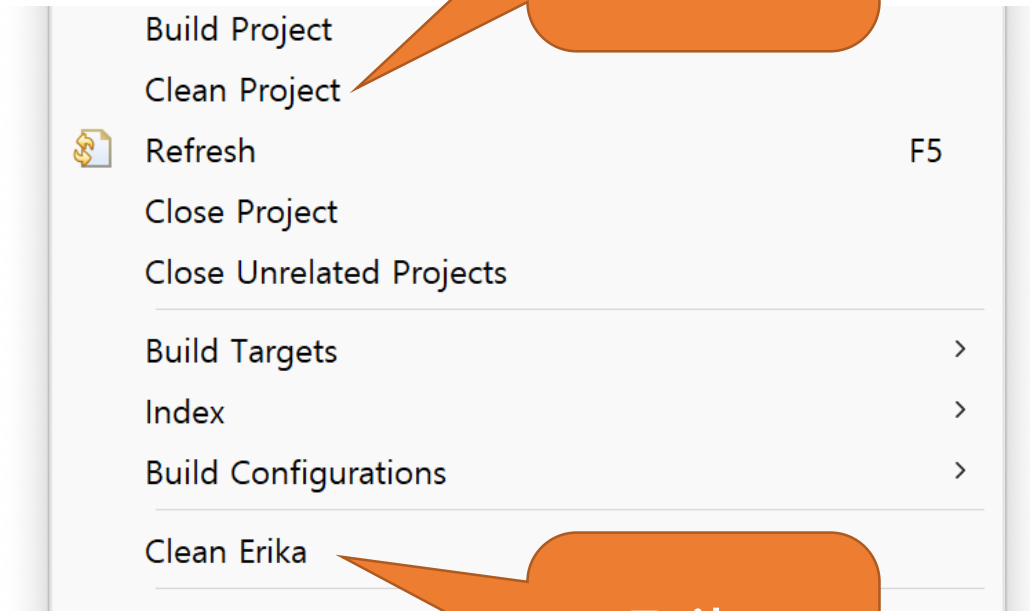 Build Project
Clean Project
Refresh F5
Close Project
Close Unrelated Projects
Build Targets
Index
Build Configurations
Clean Erika